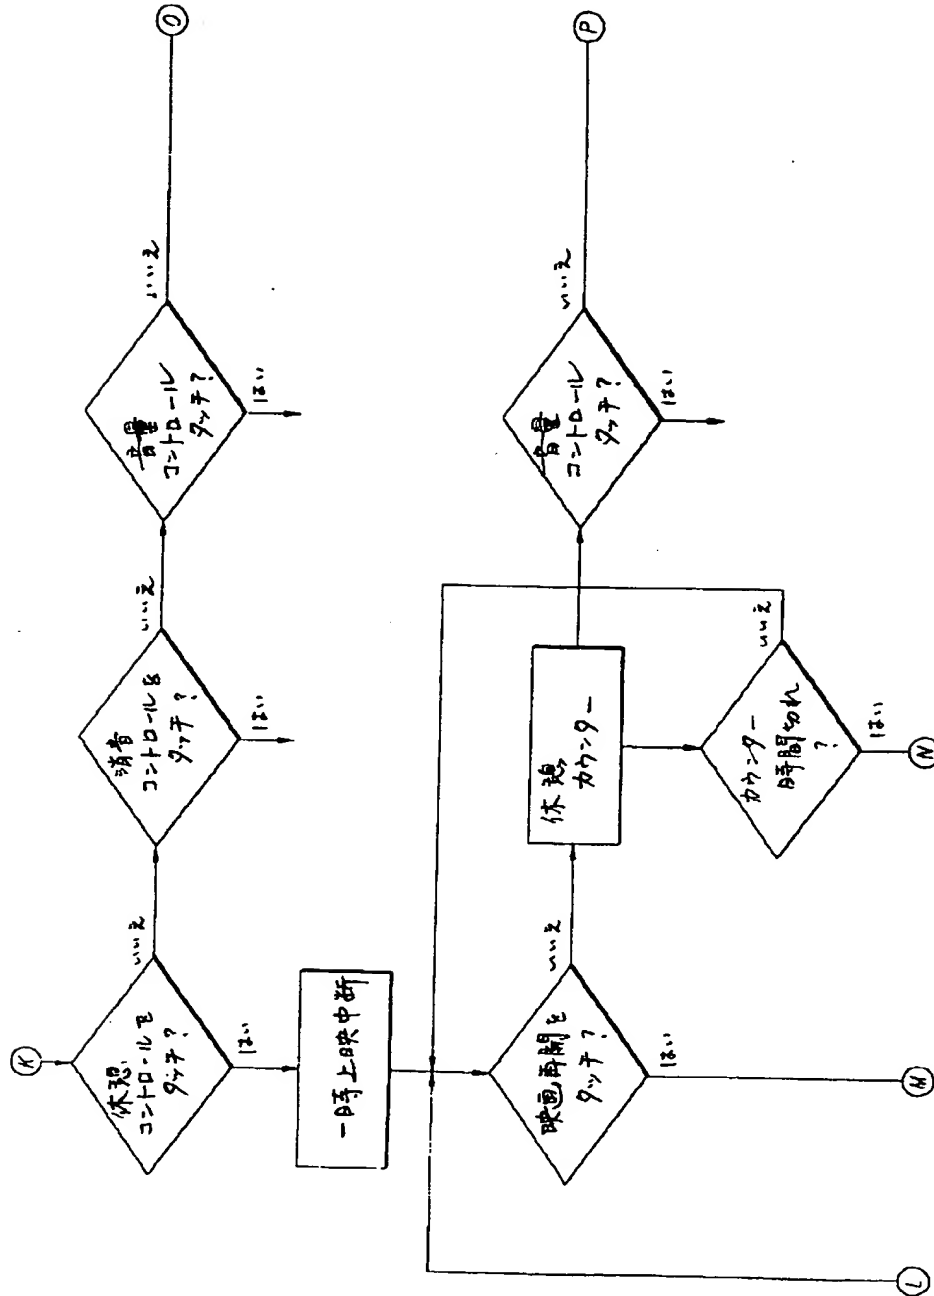 K
休憩
コントロールを
タッチ?
いいえ
はい
消音
コントロールを
タッチ?
いいえ
はい
音量
コントロール
タッチ?
いいえ
はい
O
一時上映中断
映画再開を
タッチ?
いいえ
はい
休憩
カウンター
音量
コントロール
タッチ?
いいえ
はい
P
カウンター
時間切れ
?
いいえ
はい
L
M
N